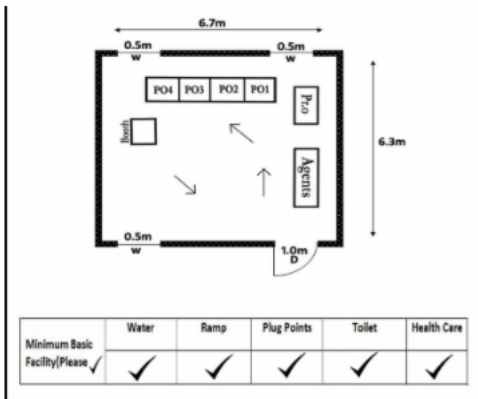 6.7m
0.5m 0.5m
W W
PO4 PO3 PO2 PO1
Pr.o
Booth
6.3m
Agents
0.5m
W
1.0m
D
Water Ramp Plug Points Toilet Health Care
Minimum Basic
Facility(Please ✓ ✓ ✓ ✓ ✓ ✓